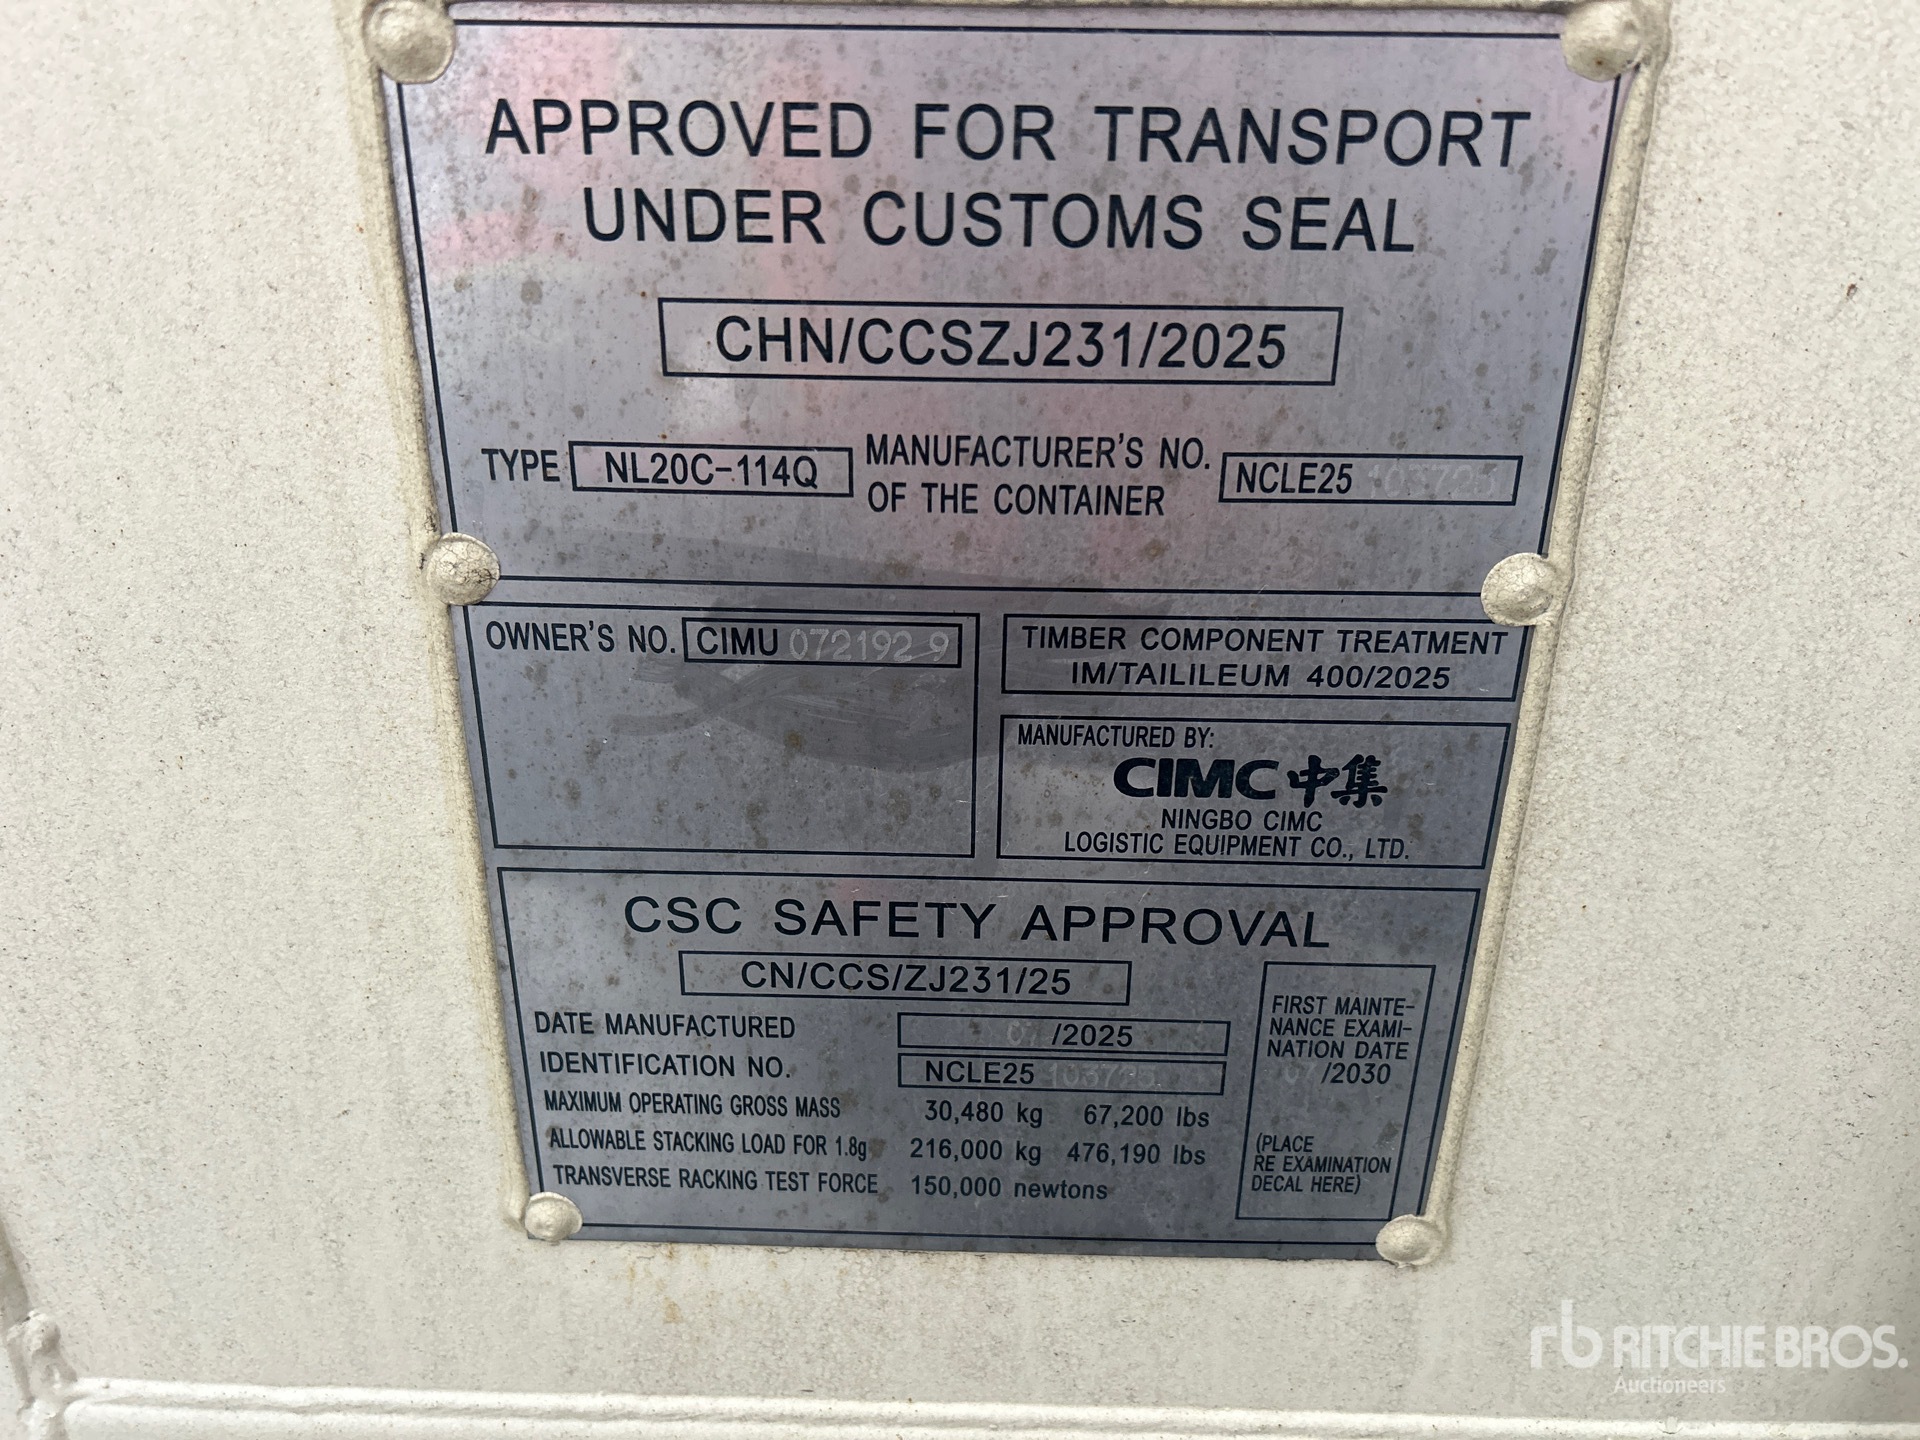 APPROVED FOR TRANSPORT
UNDER CUSTOMS SEAL
CHN/CCSZJ231/2025
TYPE NL20C-114Q MANUFACTURER'S NO. OF THE CONTAINER NCLE25
OWNER'S NO. CIMU 072192 9
TIMBER COMPONENT TREATMENT
IM/TAILILEUM 400/2025
MANUFACTURED BY:
CIMC 中集
NINGBO CIMC
LOGISTIC EQUIPMENT CO., LTD.
CSC SAFETY APPROVAL
CN/CCS/ZJ231/25
DATE MANUFACTURED 07/2025
IDENTIFICATION NO. NCLE25
MAXIMUM OPERATING GROSS MASS 30,480 kg 67,200 lbs
ALLOWABLE STACKING LOAD FOR 1.8g 216,000 kg 476,190 lbs
TRANSVERSE RACKING TEST FORCE 150,000 newtons
FIRST MAINTE-
NANCE EXAMI-
NATION DATE
07/2030
(PLACE
RE EXAMINATION
DECAL HERE)
rb RITCHIE BROS.
Auctioneers